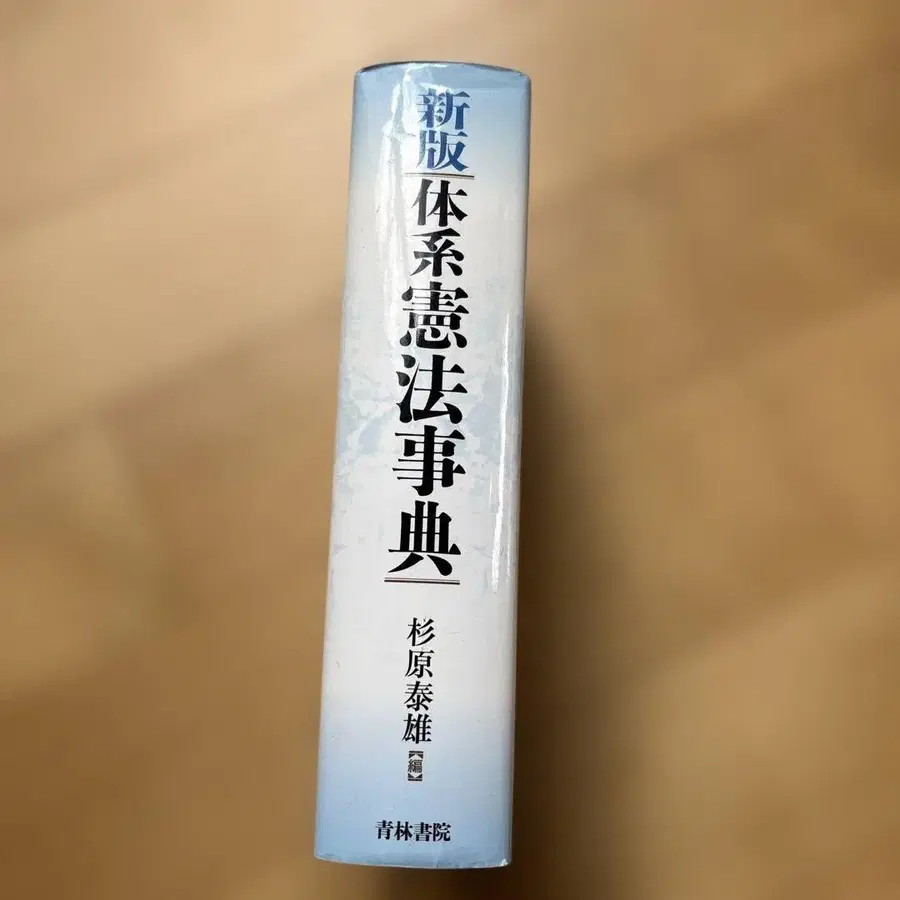 新版
体系憲法事典
杉原泰雄【編】
青林書院